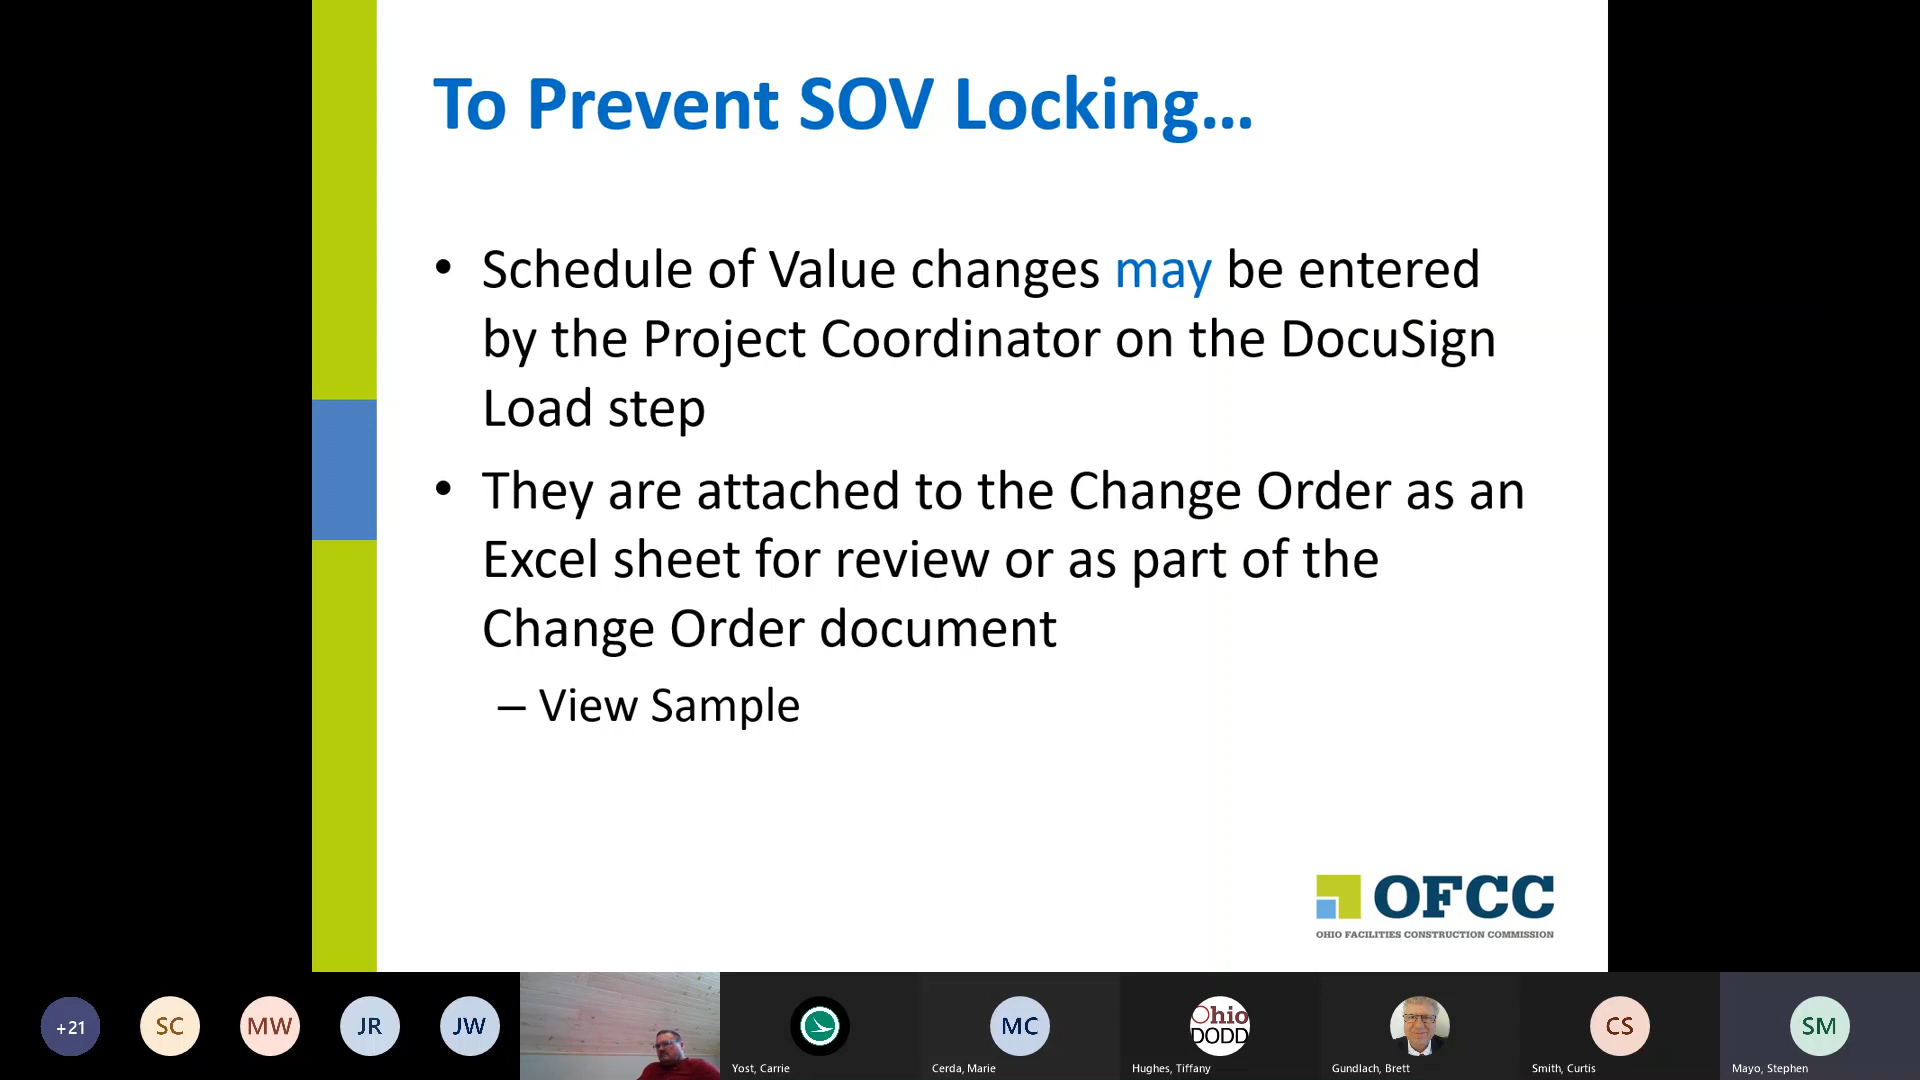 To Prevent SOV Locking...
• Schedule of Value changes may be entered
by the Project Coordinator on the DocuSign
Load step
• They are attached to the Change Order as an
Excel sheet for review or as part of the
Change Order document
– View Sample
OFCC
OHIO FACILITIES CONSTRUCTION COMMISSION
+21
SC
MW
JR
JW
MC
Ohio
DODD
CS
SM
Yost, Carrie
Cerda, Marie
Hughes, Tiffany
Gundlach, Brett
Smith, Curtis
Mayo, Stephen